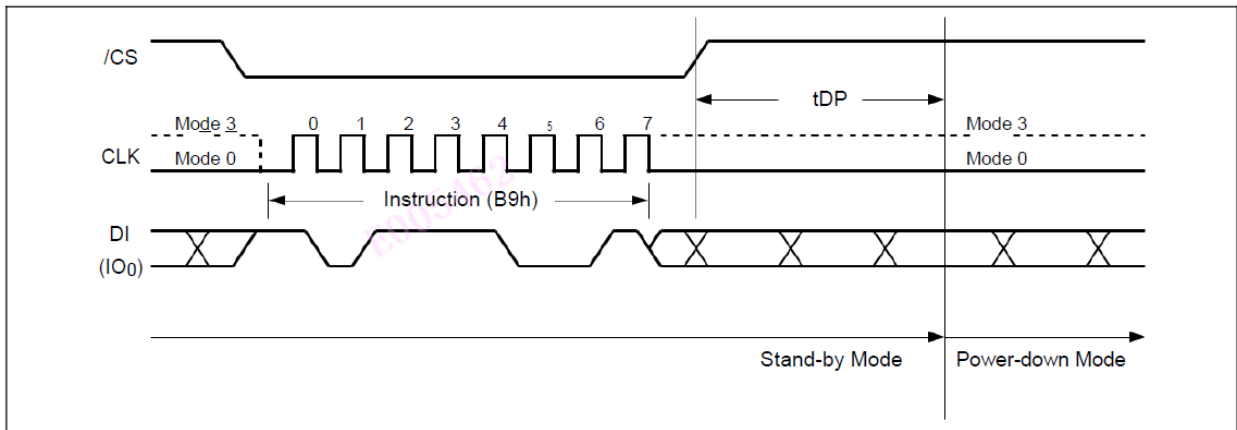 /CS
tDP
Mode 3
0 1 2 3 4 5 6 7
Mode 3
CLK
Mode 0
Mode 0
Instruction (B9h)
E005462
DI
(IO0)
Stand-by Mode
Power-down Mode